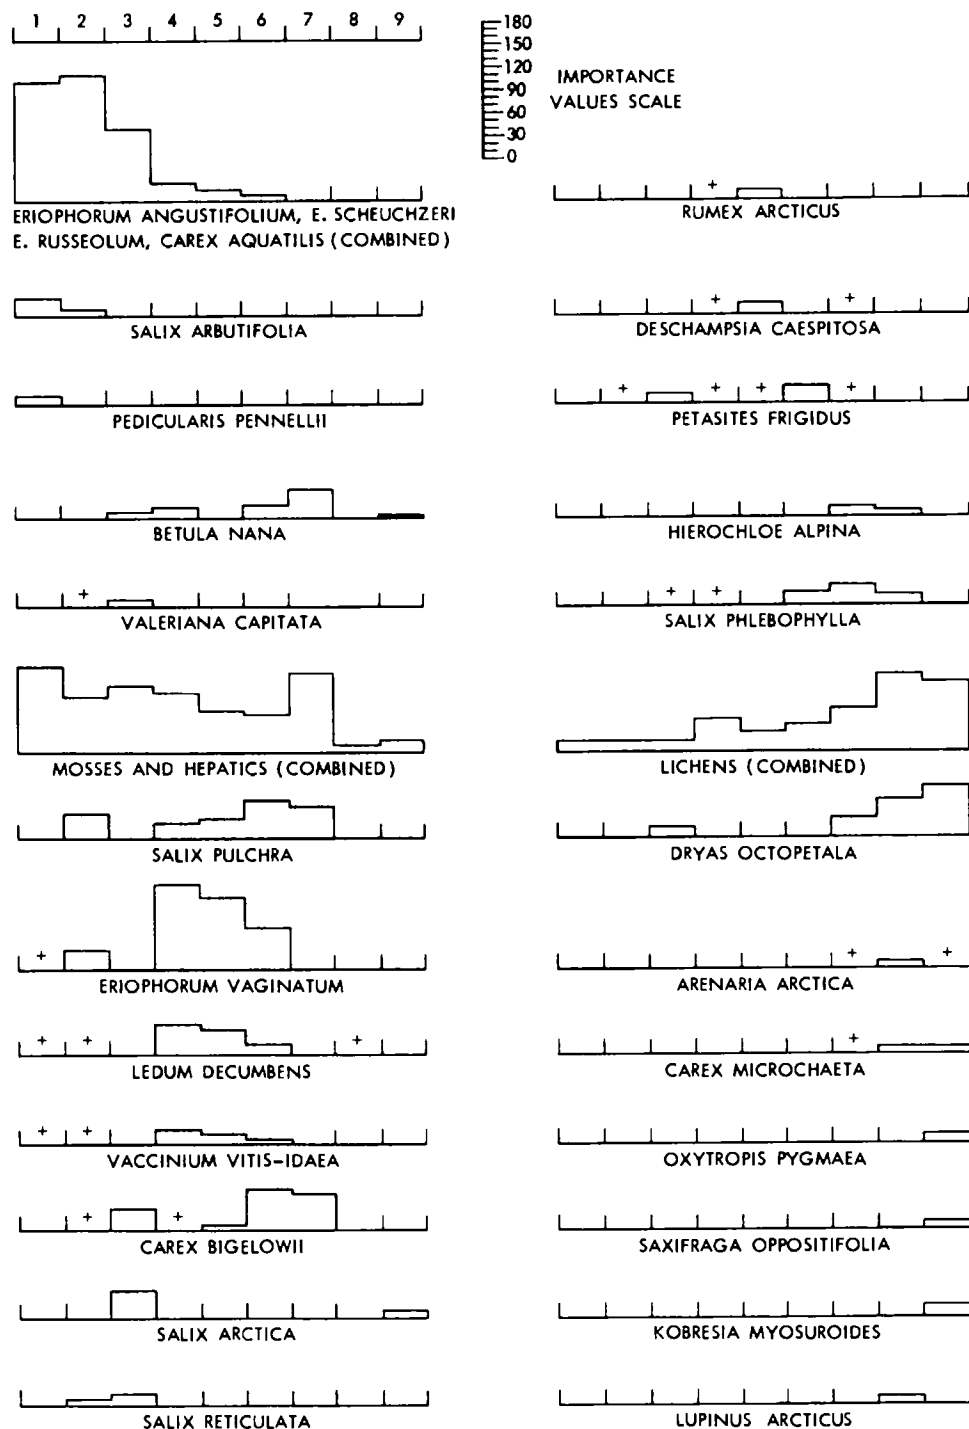 1 2 3 4 5 6 7 8 9
180
150
120
90
60
30
0
IMPORTANCE
VALUES SCALE
ERIOPHORUM ANGUSTIFOLIUM, E. SCHEUCHZERI
E. RUSSEOLUM, CAREX AQUATILIS (COMBINED)
SALIX ARBUTIFOLIA
PEDICULARIS PENNELLII
BETULA NANA
+
VALERIANA CAPITATA
MOSSES AND HEPATICS (COMBINED)
SALIX PULCHRA
+
ERIOPHORUM VAGINATUM
+ + +
LEDUM DECUMBENS
+ +
VACCINIUM VITIS-IDAEA
+ +
CAREX BIGELOWII
SALIX ARCTICA
SALIX RETICULATA
+
RUMEX ARCTICUS
+ +
DESCHAMPSIA CAESPITOSA
+ + + +
PETASITES FRIGIDUS
HIEROCHLOE ALPINA
+ +
SALIX PHLEBOPHYLLA
LICHENS (COMBINED)
DRYAS OCTOPETALA
+ +
ARENARIA ARCTICA
+
CAREX MICROCHAETA
OXYTROPIS PYGMAEA
SAXIFRAGA OPPOSITIFOLIA
KOBRESIA MYOSUROIDES
LUPINUS ARCTICUS